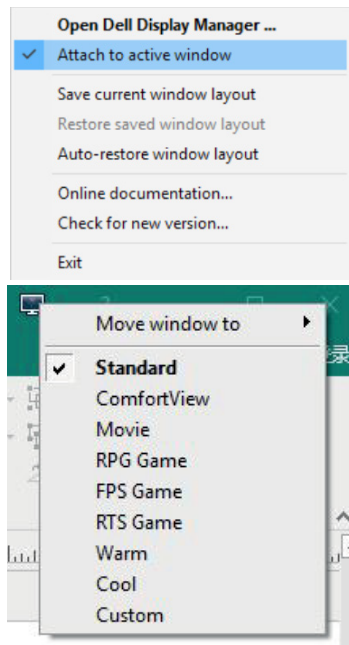 Open Dell Display Manager ...
Attach to active window
Save current window layout
Restore saved window layout
Auto-restore window layout
Online documentation...
Check for new version...
Exit
Move window to
Standard
ComfortView
Movie
RPG Game
FPS Game
RTS Game
Warm
Cool
Custom